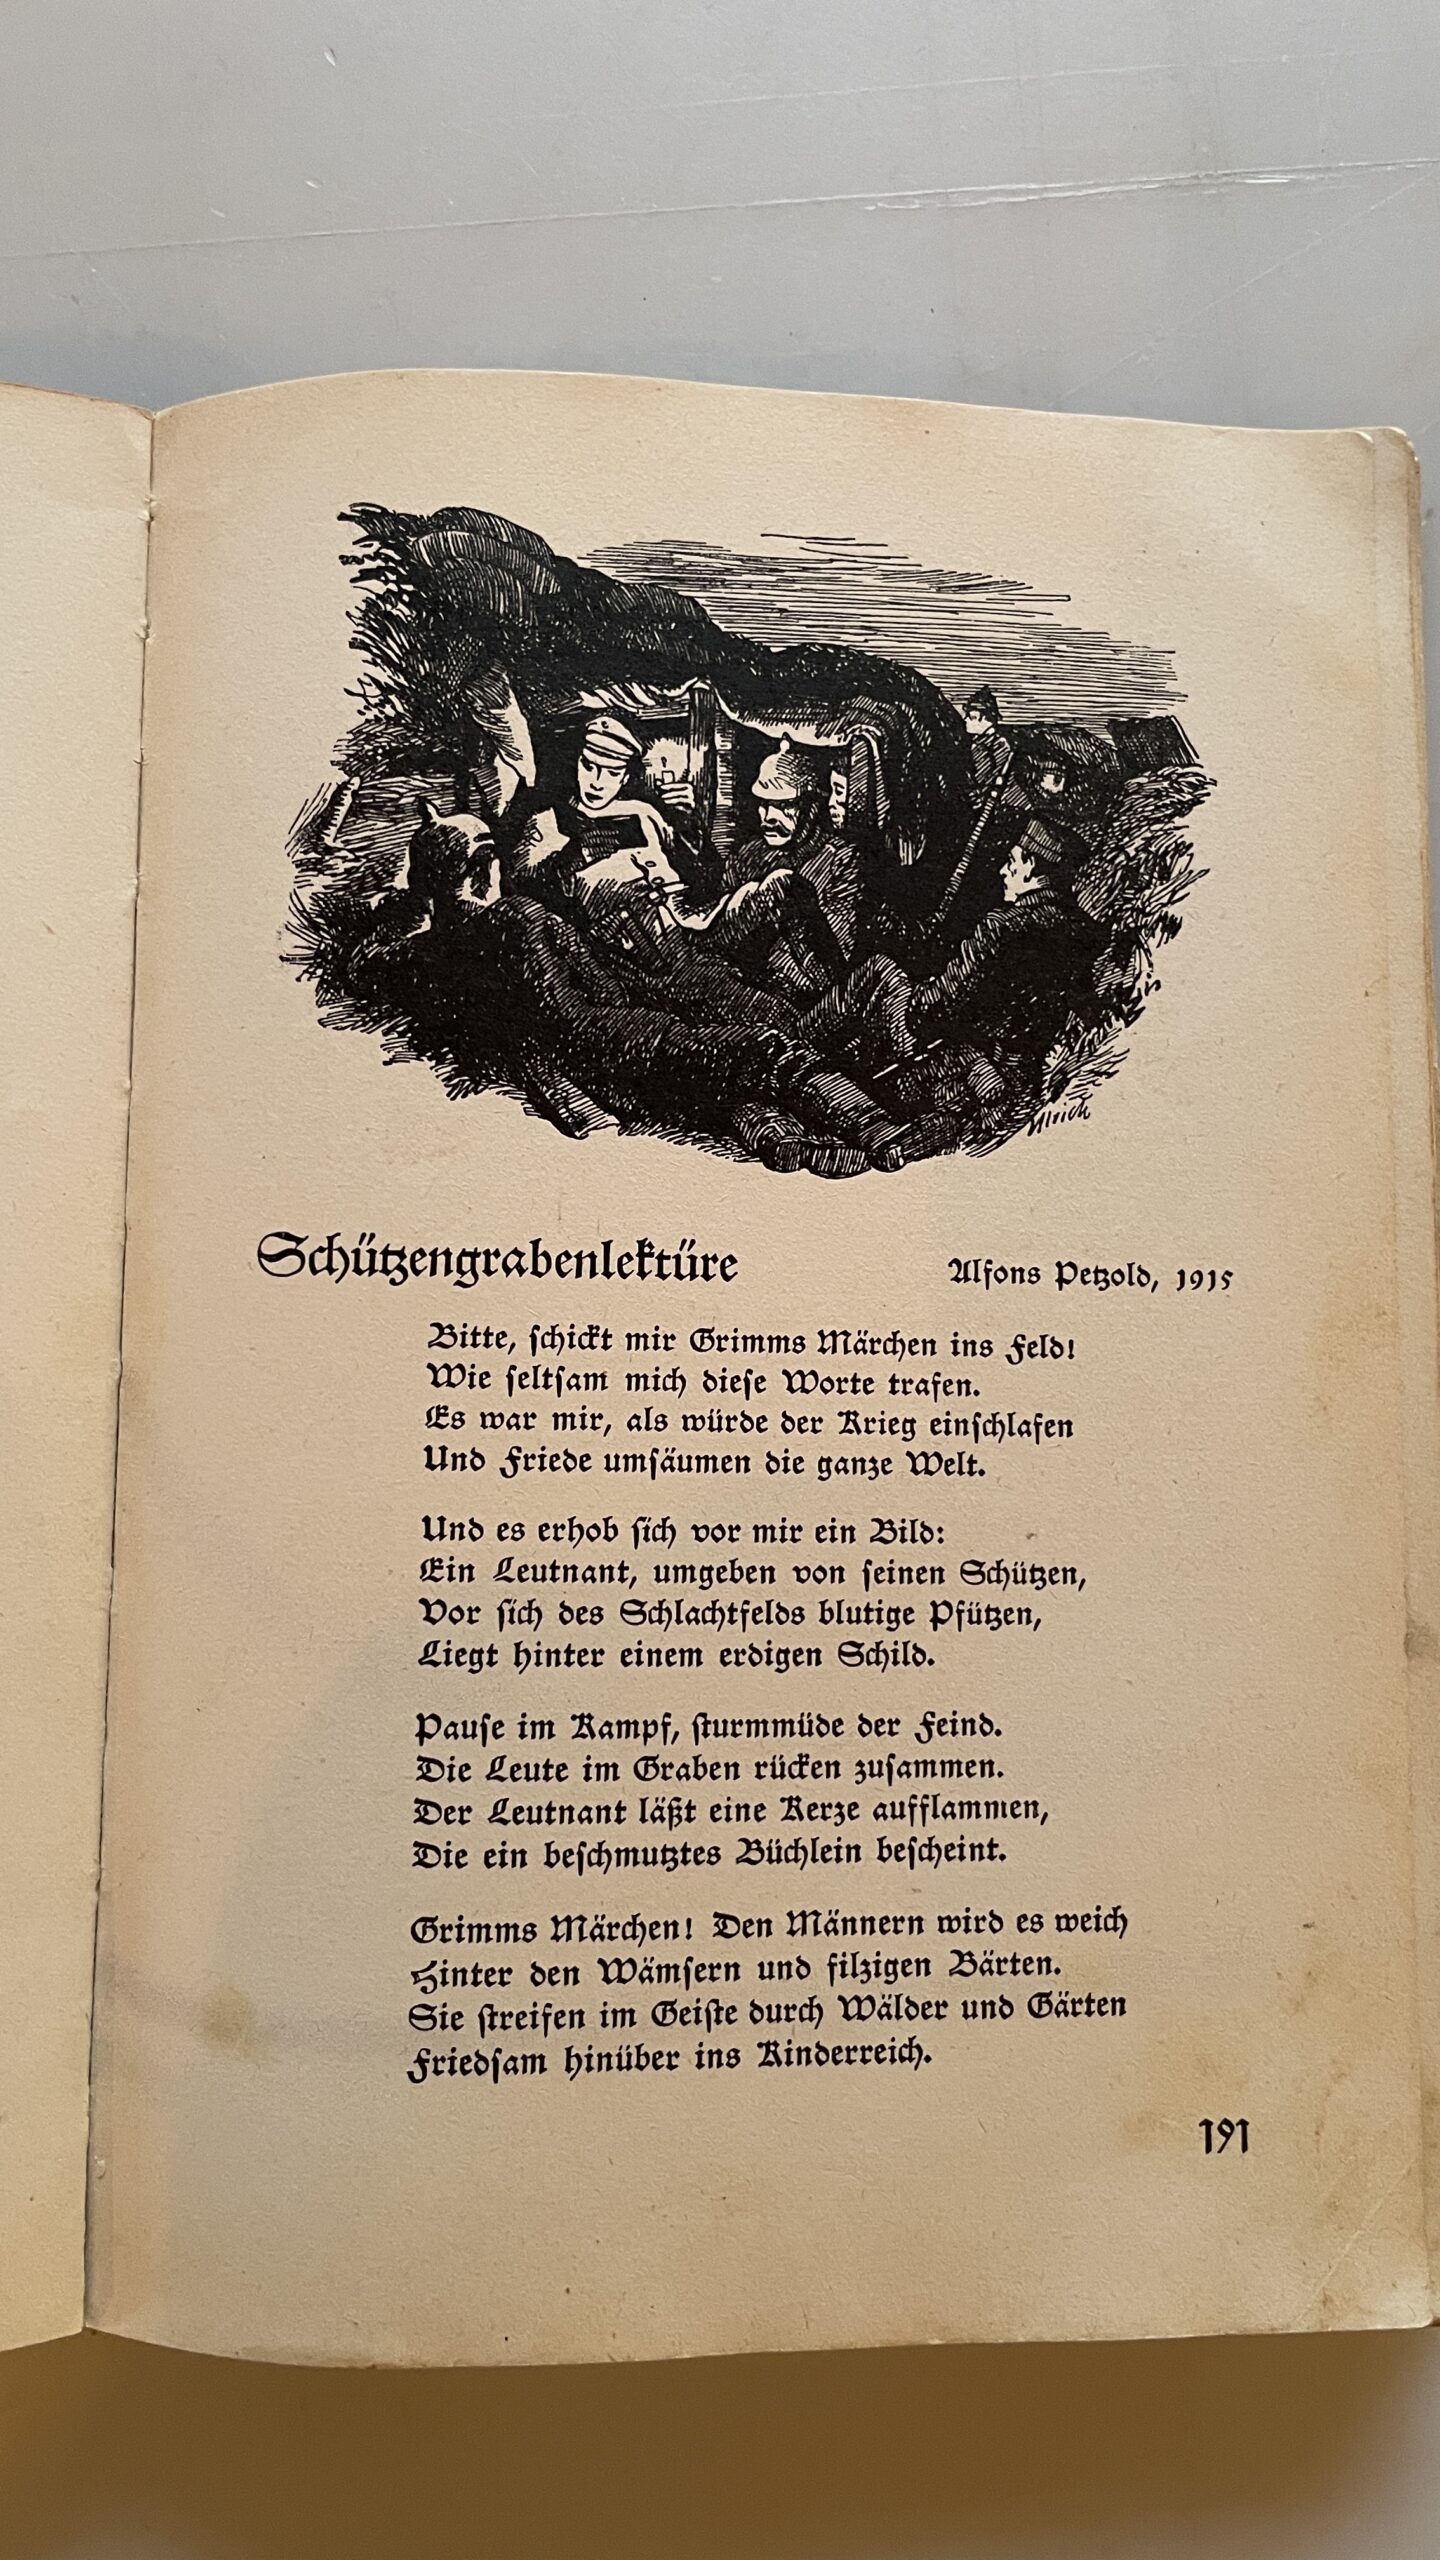 Ulrich
Schützengrabenlektüre
Alfons Petzold, 1915
Bitte, ſchickt mir Grimms Märchen ins Feld!
Wie ſeltſam mich dieſe Worte trafen.
Es war mir, als würde der Krieg einſchlafen
Und Friede umſäumen die ganze Welt.
Und es erhob ſich vor mir ein Bild:
Ein Leutnant, umgeben von ſeinen Schützen,
Vor ſich des Schlachtfelds blutige Pfützen,
Liegt hinter einem erdigen Schild.
Pauſe im Kampf, ſturmmüde der Feind.
Die Leute im Graben rücken zuſammen.
Der Leutnant läßt eine Kerze aufflammen,
Die ein beſchmutztes Büchlein beſcheint.
Grimms Märchen! Den Männern wird es weich
Hinter den Wämſern und filzigen Bärten.
Sie ſtreifen im Geiſte durch Wälder und Gärten
Friedſam hinüber ins Kinderreich.
191